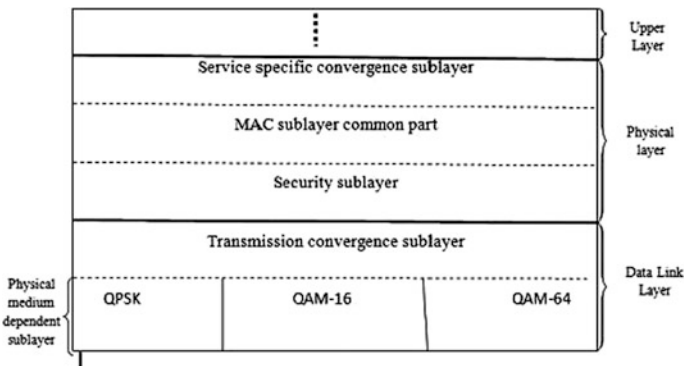 Upper
Layer
Service specific convergence sublayer
MAC sublayer common part
Physical
layer
Security sublayer
Transmission convergence sublayer
Data Link
Layer
Physical
medium
dependent
sublayer
QPSK
QAM-16
QAM-64